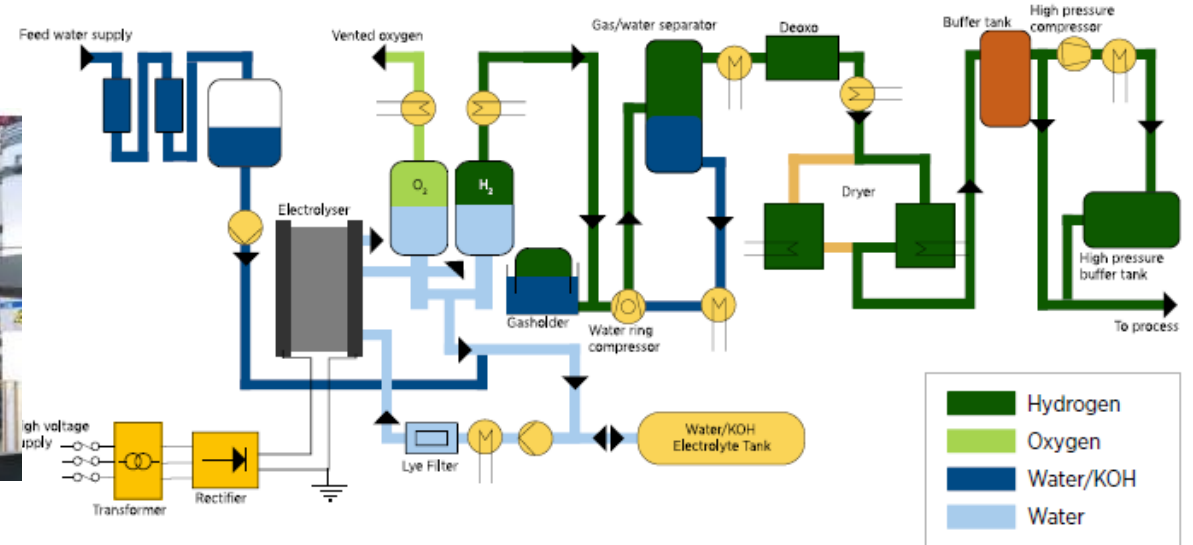 Feed water supply
Vented oxygen
Gas/water separator
Deoxo
Buffer tank
High pressure
compressor
O₂
H₂
Electrolyser
Dryer
Gasholder
Water ring
compressor
High pressure
buffer tank
To process
Water/KOH
Electrolyte Tank
Lye Filter
igh voltage
upply
Transformer
Rectifier
Hydrogen
Oxygen
Water/KOH
Water